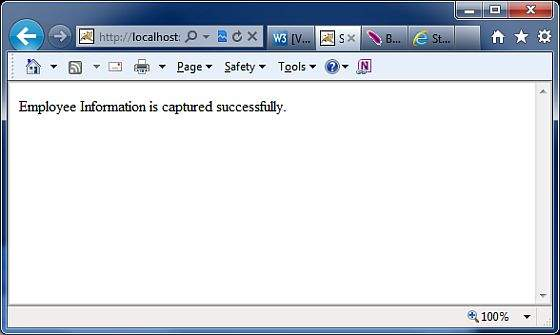 http://localhost:
W3 [V...
S
B...
St...
Page Safety Tools
Employee Information is captured successfully.
100%